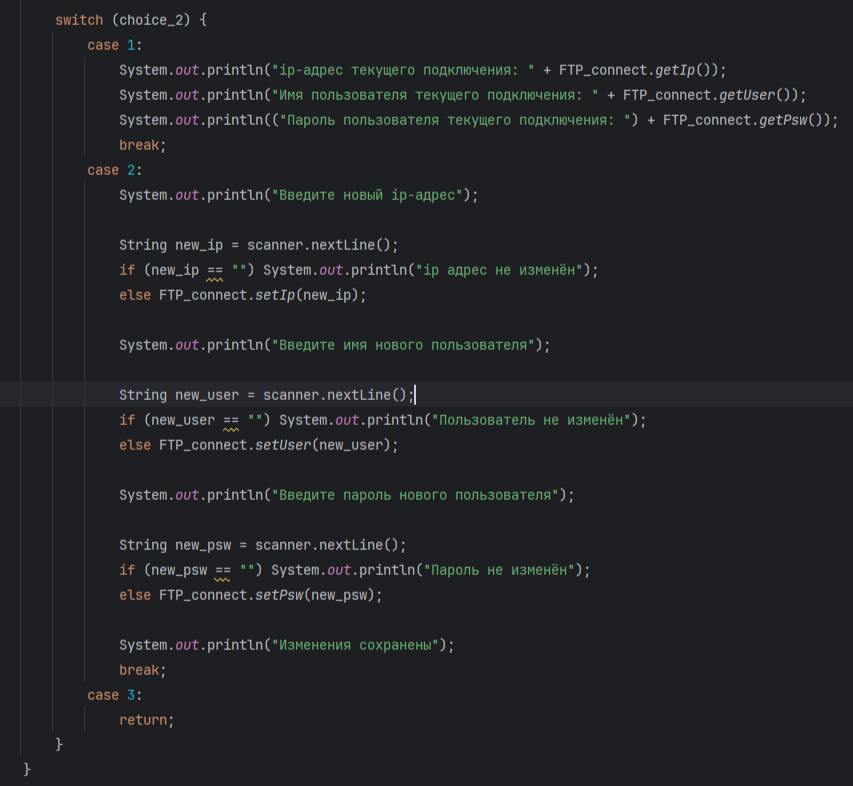 switch (choice_2) {
case 1:
System.out.println("ip-адрес текущего подключения: " + FTP_connect.getIp());
System.out.println("Имя пользователя текущего подключения: " + FTP_connect.getUser());
System.out.println(("Пароль пользователя текущего подключения: ") + FTP_connect.getPsw());
break;
case 2:
System.out.println("Введите новый ip-адрес");
String new_ip = scanner.nextLine();
if (new_ip == "") System.out.println("ip адрес не изменён");
else FTP_connect.setIp(new_ip);
System.out.println("Введите имя нового пользователя");
String new_user = scanner.nextLine();
if (new_user == "") System.out.println("Пользователь не изменён");
else FTP_connect.setUser(new_user);
System.out.println("Введите пароль нового пользователя");
String new_psw = scanner.nextLine();
if (new_psw == "") System.out.println("Пароль не изменён");
else FTP_connect.setPsw(new_psw);
System.out.println("Изменения сохранены");
break;
case 3:
return;
}
}